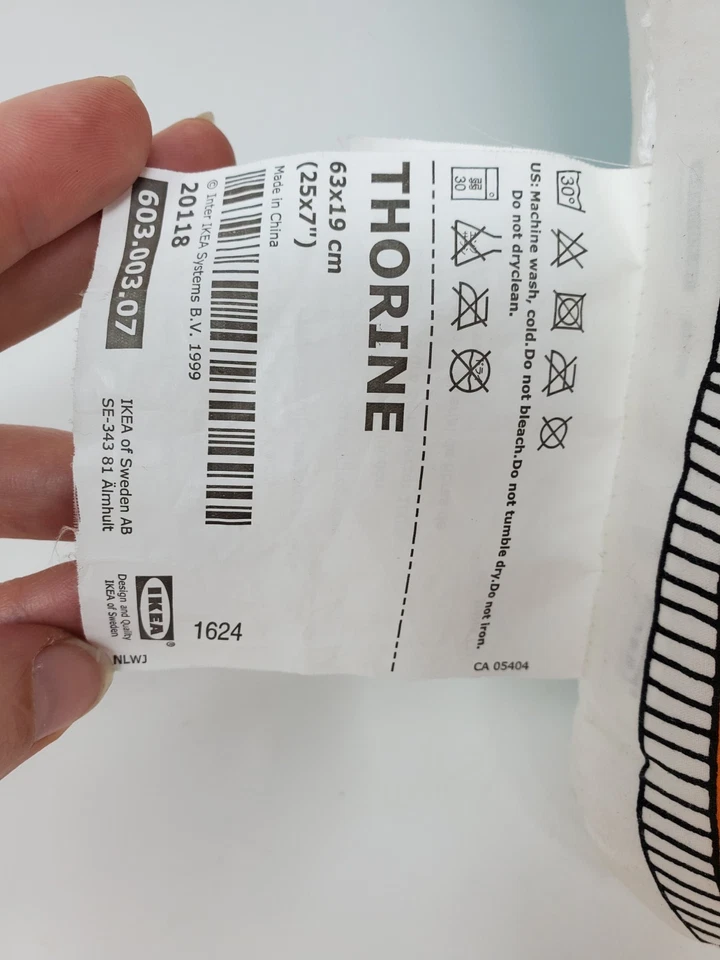 30°
US: Machine wash, cold.Do not bleach.Do not tumble dry.Do not iron.
Do not dryclean.
30
CA 05404
THORINE
63x19 cm
(25x7")
Made in China
© Inter IKEA Systems B.V. 1999
20118
1624
603.003.07
IKEA of Sweden AB
SE-343 81 Älmhult
IKEA®
Design and Quality
IKEA of Sweden
NLWJ